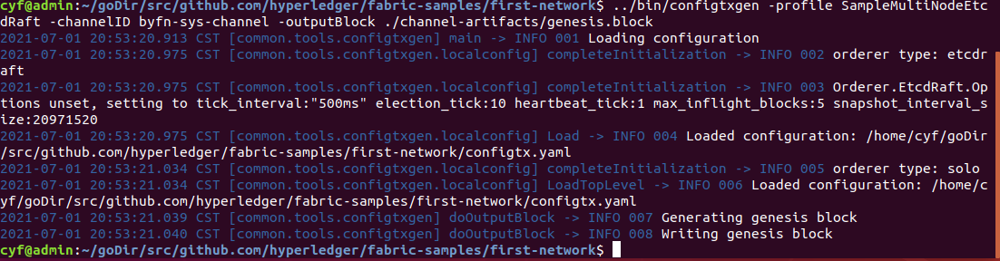 cyf@admin:~/goDir/src/github.com/hyperledger/fabric-samples/first-network$ ../bin/configtxgen -profile SampleMultiNodeEtc
dRaft -channelID byfn-sys-channel -outputBlock ./channel-artifacts/genesis.block
2021-07-01 20:53:20.913 CST [common.tools.configtxgen] main -> INFO 001 Loading configuration
2021-07-01 20:53:20.975 CST [common.tools.configtxgen.localconfig] completeInitialization -> INFO 002 orderer type: etcdr
aft
2021-07-01 20:53:20.975 CST [common.tools.configtxgen.localconfig] completeInitialization -> INFO 003 Orderer.EtcdRaft.Op
tions unset, setting to tick_interval:"500ms" election_tick:10 heartbeat_tick:1 max_inflight_blocks:5 snapshot_interval_s
ize:20971520
2021-07-01 20:53:20.975 CST [common.tools.configtxgen.localconfig] Load -> INFO 004 Loaded configuration: /home/cyf/goDir
/src/github.com/hyperledger/fabric-samples/first-network/configtx.yaml
2021-07-01 20:53:21.034 CST [common.tools.configtxgen.localconfig] completeInitialization -> INFO 005 orderer type: solo
2021-07-01 20:53:21.034 CST [common.tools.configtxgen.localconfig] LoadTopLevel -> INFO 006 Loaded configuration: /home/c
yf/goDir/src/github.com/hyperledger/fabric-samples/first-network/configtx.yaml
2021-07-01 20:53:21.039 CST [common.tools.configtxgen] doOutputBlock -> INFO 007 Generating genesis block
2021-07-01 20:53:21.040 CST [common.tools.configtxgen] doOutputBlock -> INFO 008 Writing genesis block
cyf@admin:~/goDir/src/github.com/hyperledger/fabric-samples/first-network$